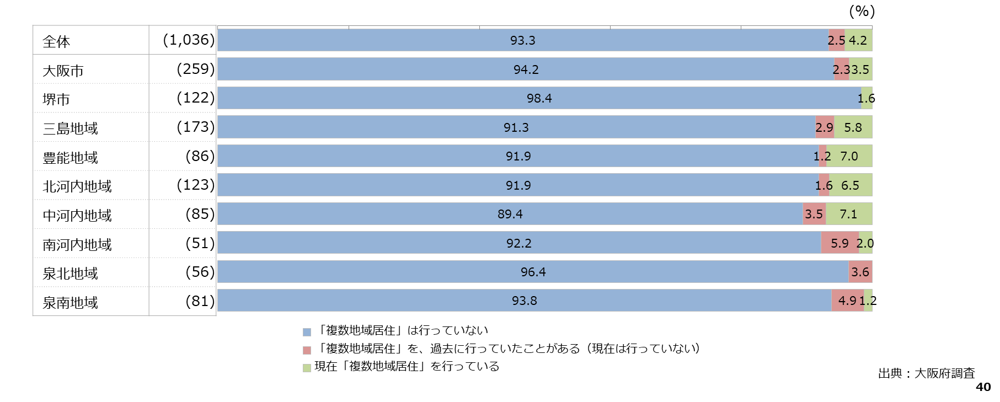 (%)
全体 (1,036) 93.3 2.5 4.2
大阪市 (259) 94.2 2.3 3.5
堺市 (122) 98.4 1.6
三島地域 (173) 91.3 2.9 5.8
豊能地域 (86) 91.9 1.2 7.0
北河内地域 (123) 91.9 1.6 6.5
中河内地域 (85) 89.4 3.5 7.1
南河内地域 (51) 92.2 5.9 2.0
泉北地域 (56) 96.4 3.6
泉南地域 (81) 93.8 4.9 1.2
「複数地域居住」は行っていない
「複数地域居住」を、過去に行っていたことがある（現在は行っていない）
現在「複数地域居住」を行っている
出典：大阪府調査
40